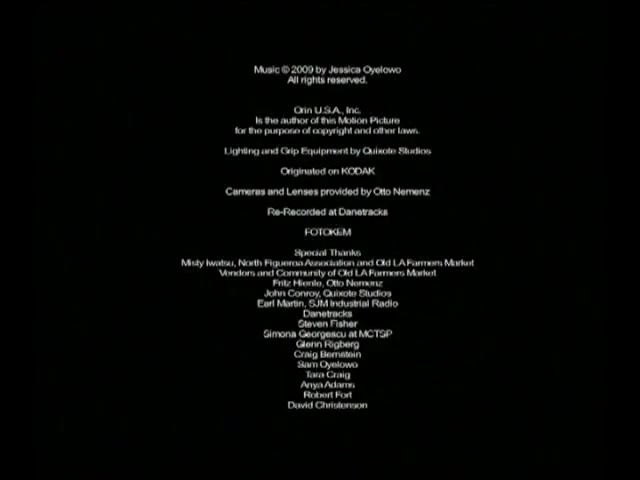 Music © 2009 by Jessica Oyelowo
All rights reserved.
Orin U.S.A., Inc.
Is the author of this Motion Picture
for the purpose of copyright and other laws.
Lighting and Grip Equipment by Quixote Studios
Originated on KODAK
Cameras and Lenses provided by Otto Nemenz
Re-Recorded at Danetracks
FOTOKEM
Special Thanks
Misty Iwatsu, North Figueroa Association and Old LA Farmers Market
Vendors and Community of Old LA Farmers Market
Fritz Hienle, Otto Nemenz
John Conroy, Quixote Studios
Earl Martin, SJM Industrial Radio
Danetracks
Steven Fisher
Simona Georgescu at MCTSP
Glenn Rigberg
Craig Bernstein
Sam Oyelowo
Tara Craig
Anya Adams
Robert Fort
David Christenson